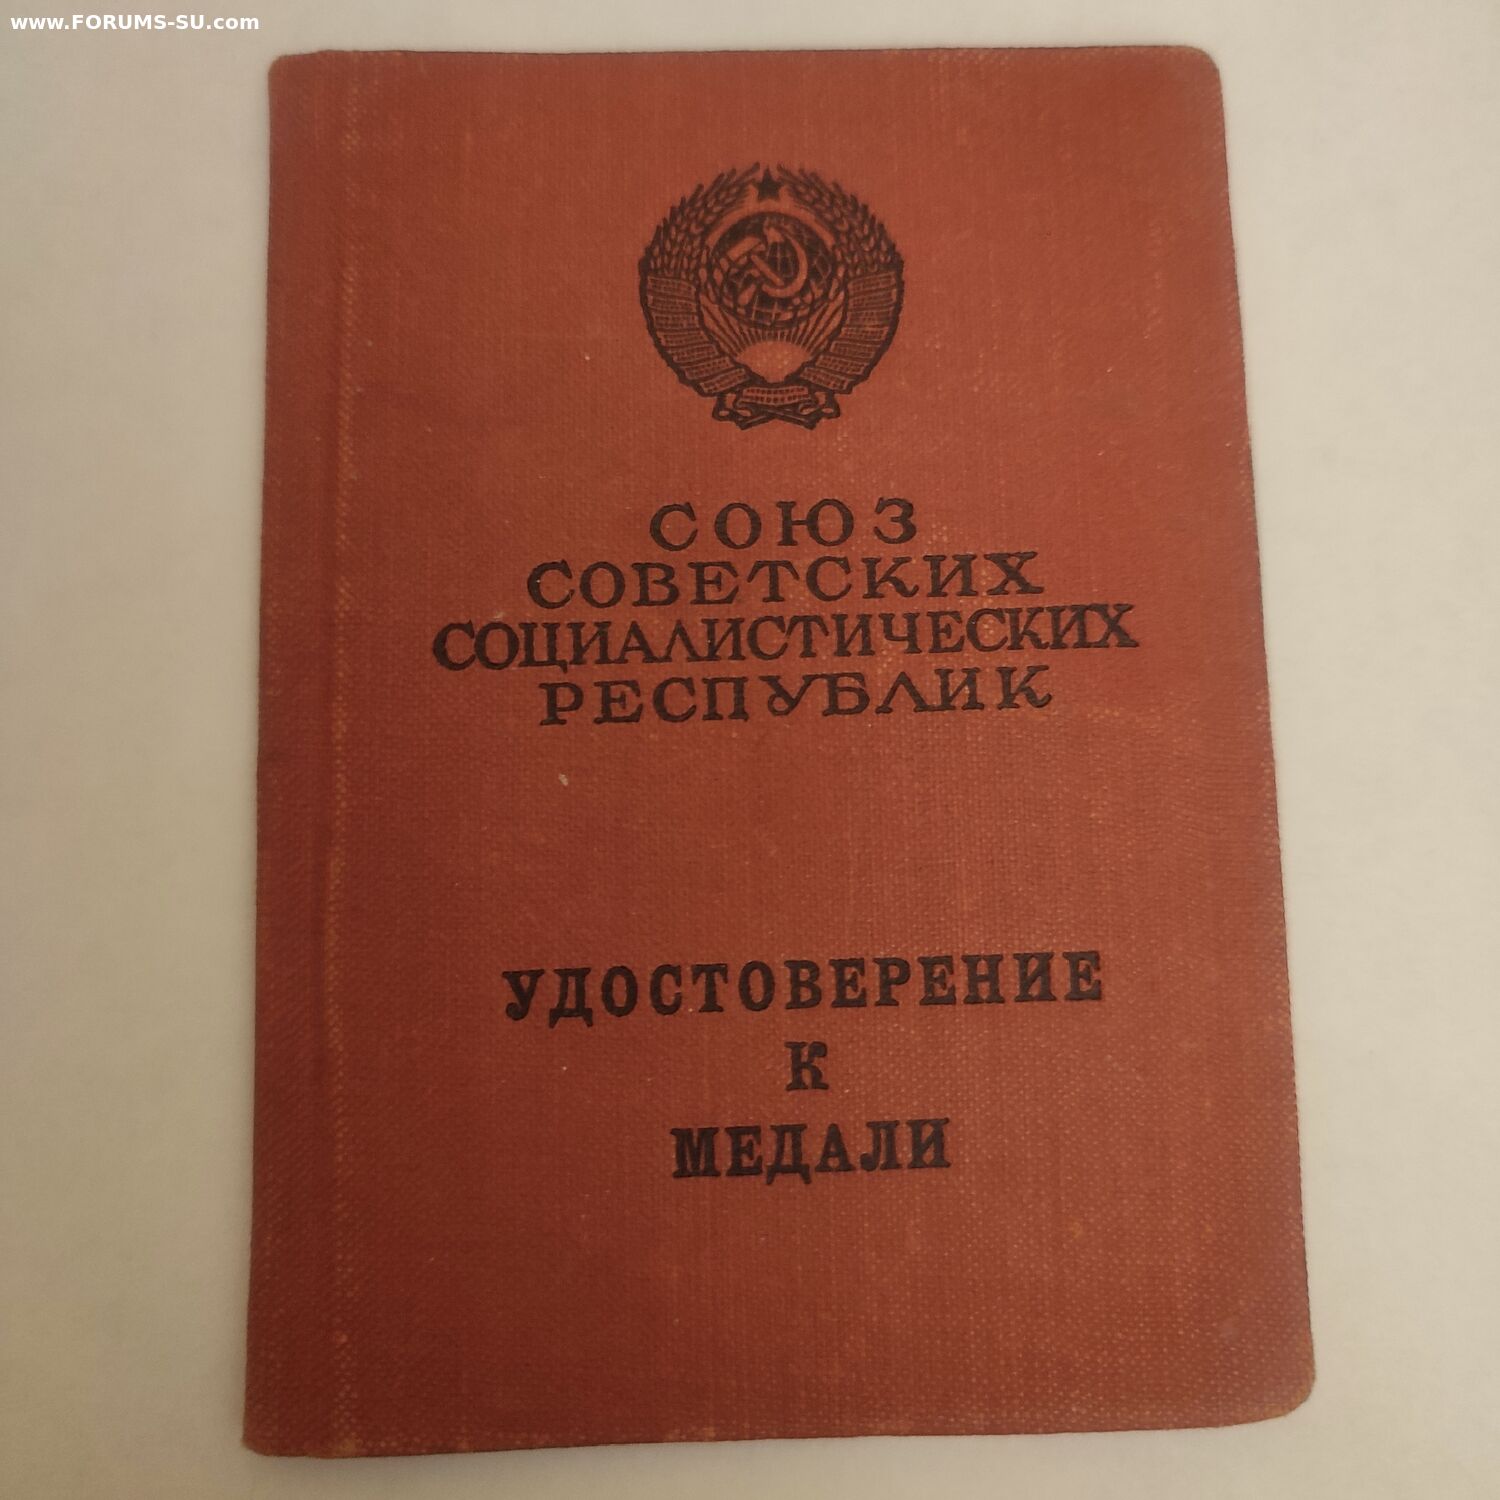 www.FORUMS-SU.com
СОЮЗ
СОВЕТСКИХ
СОЦИАЛИСТИЧЕСКИХ
РЕСПУБЛИК
УДОСТОВЕРЕНИЕ
К
МЕДАЛИ